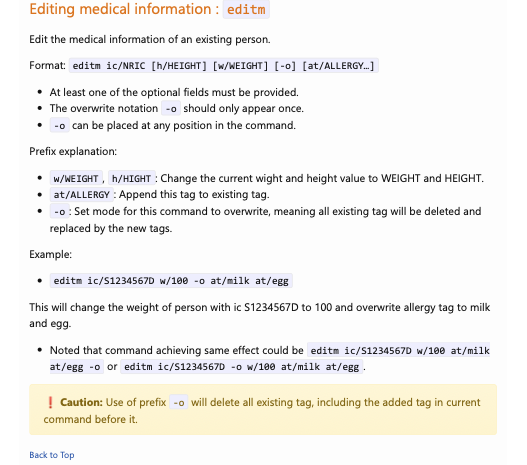 Editing medical information : editm
Edit the medical information of an existing person.
Format: editm ic/NRIC [h/HEIGHT] [w/WEIGHT] [-o] [at/ALLERGY…]
• At least one of the optional fields must be provided.
• The overwrite notation -o should only appear once.
• -o can be placed at any position in the command.
Prefix explanation:
• w/WEIGHT , h/HIGHT : Change the current wight and height value to WEIGHT and HEIGHT.
• at/ALLERGY : Append this tag to existing tag.
• -o : Set mode for this command to overwrite, meaning all existing tag will be deleted and
replaced by the new tags.
Example:
• editm ic/S1234567D w/100 -o at/milk at/egg
This will change the weight of person with ic S1234567D to 100 and overwrite allergy tag to milk
and egg.
• Noted that command achieving same effect could be editm ic/S1234567D w/100 at/milk
at/egg -o or editm ic/S1234567D -o w/100 at/milk at/egg .
❗ Caution: Use of prefix -o will delete all existing tag, including the added tag in current
command before it.
Back to Top